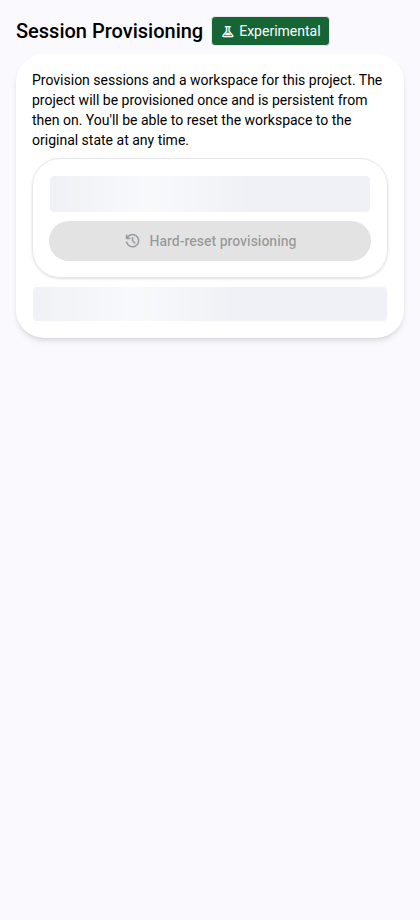 Session Provisioning Experimental
Provision sessions and a workspace for this project. The
project will be provisioned once and is persistent from
then on. You'll be able to reset the workspace to the
original state at any time.
Hard-reset provisioning